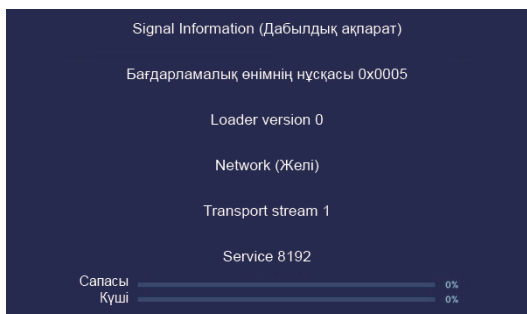 Signal Information (Дабылдық ақпарат)
Бағдарламалық өнімнің нұсқасы 0x0005
Loader version 0
Network (Желі)
Transport stream 1
Service 8192
Сапасы 0%
Күші 0%